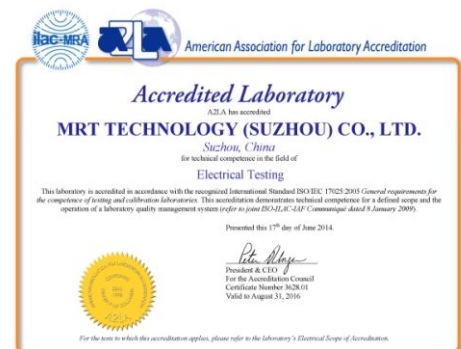 ilac-MRA
A2LA
American Association for Laboratory Accreditation
Accredited Laboratory
A2LA has accredited
MRT TECHNOLOGY (SUZHOU) CO., LTD.
Suzhou, China
for technical competence in the field of
Electrical Testing
This laboratory is accredited in accordance with the recognized International Standard ISO/IEC 17025:2005 General requirements for
the competence of testing and calibration laboratories. This accreditation demonstrates technical competence for a defined scope and the
operation of a laboratory quality management system (refer to joint ISO-ILAC-IAF Communiqué dated 8 January 2009).
Presented this 17th day of June 2014.
President & CEO
For the Accreditation Council
Certificate Number 3628.01
Valid to August 31, 2016
A2LA
For the tests to which this accreditation applies, please refer to the laboratory's Electrical Scope of Accreditation.